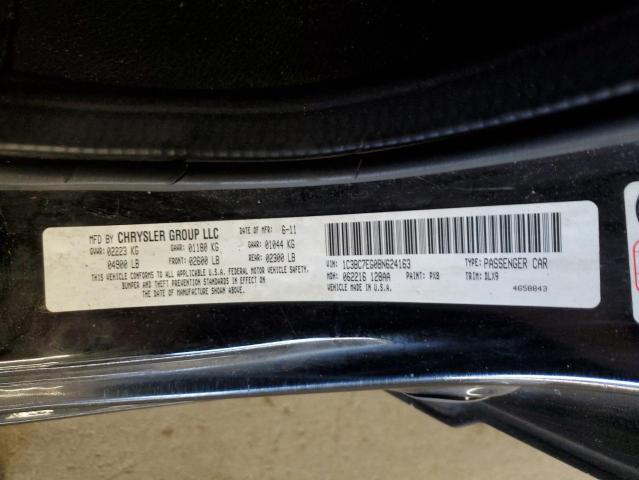 MFD BY CHRYSLER GROUP LLC DATE OF MFR: 6-11
GVWR: 02223 KG GAWR: 01180 KG GAWR: 01044 KG
04900 LB FRONT: 02600 LB REAR: 02300 LB
THIS VEHICLE CONFORMS TO ALL APPLICABLE U.S.A. FEDERAL MOTOR VEHICLE SAFETY,
BUMPER AND THEFT PREVENTION STANDARDS IN EFFECT ON
THE DATE OF MANUFACTURE SHOWN ABOVE.
VIN: 1C3BC7EG0BN624163 TYPE: PASSENGER CAR
MDH: 062216 128AA PAINT: PX8 TRIM: DLX9
VEHICLE MADE IN U.S.A. 4658843